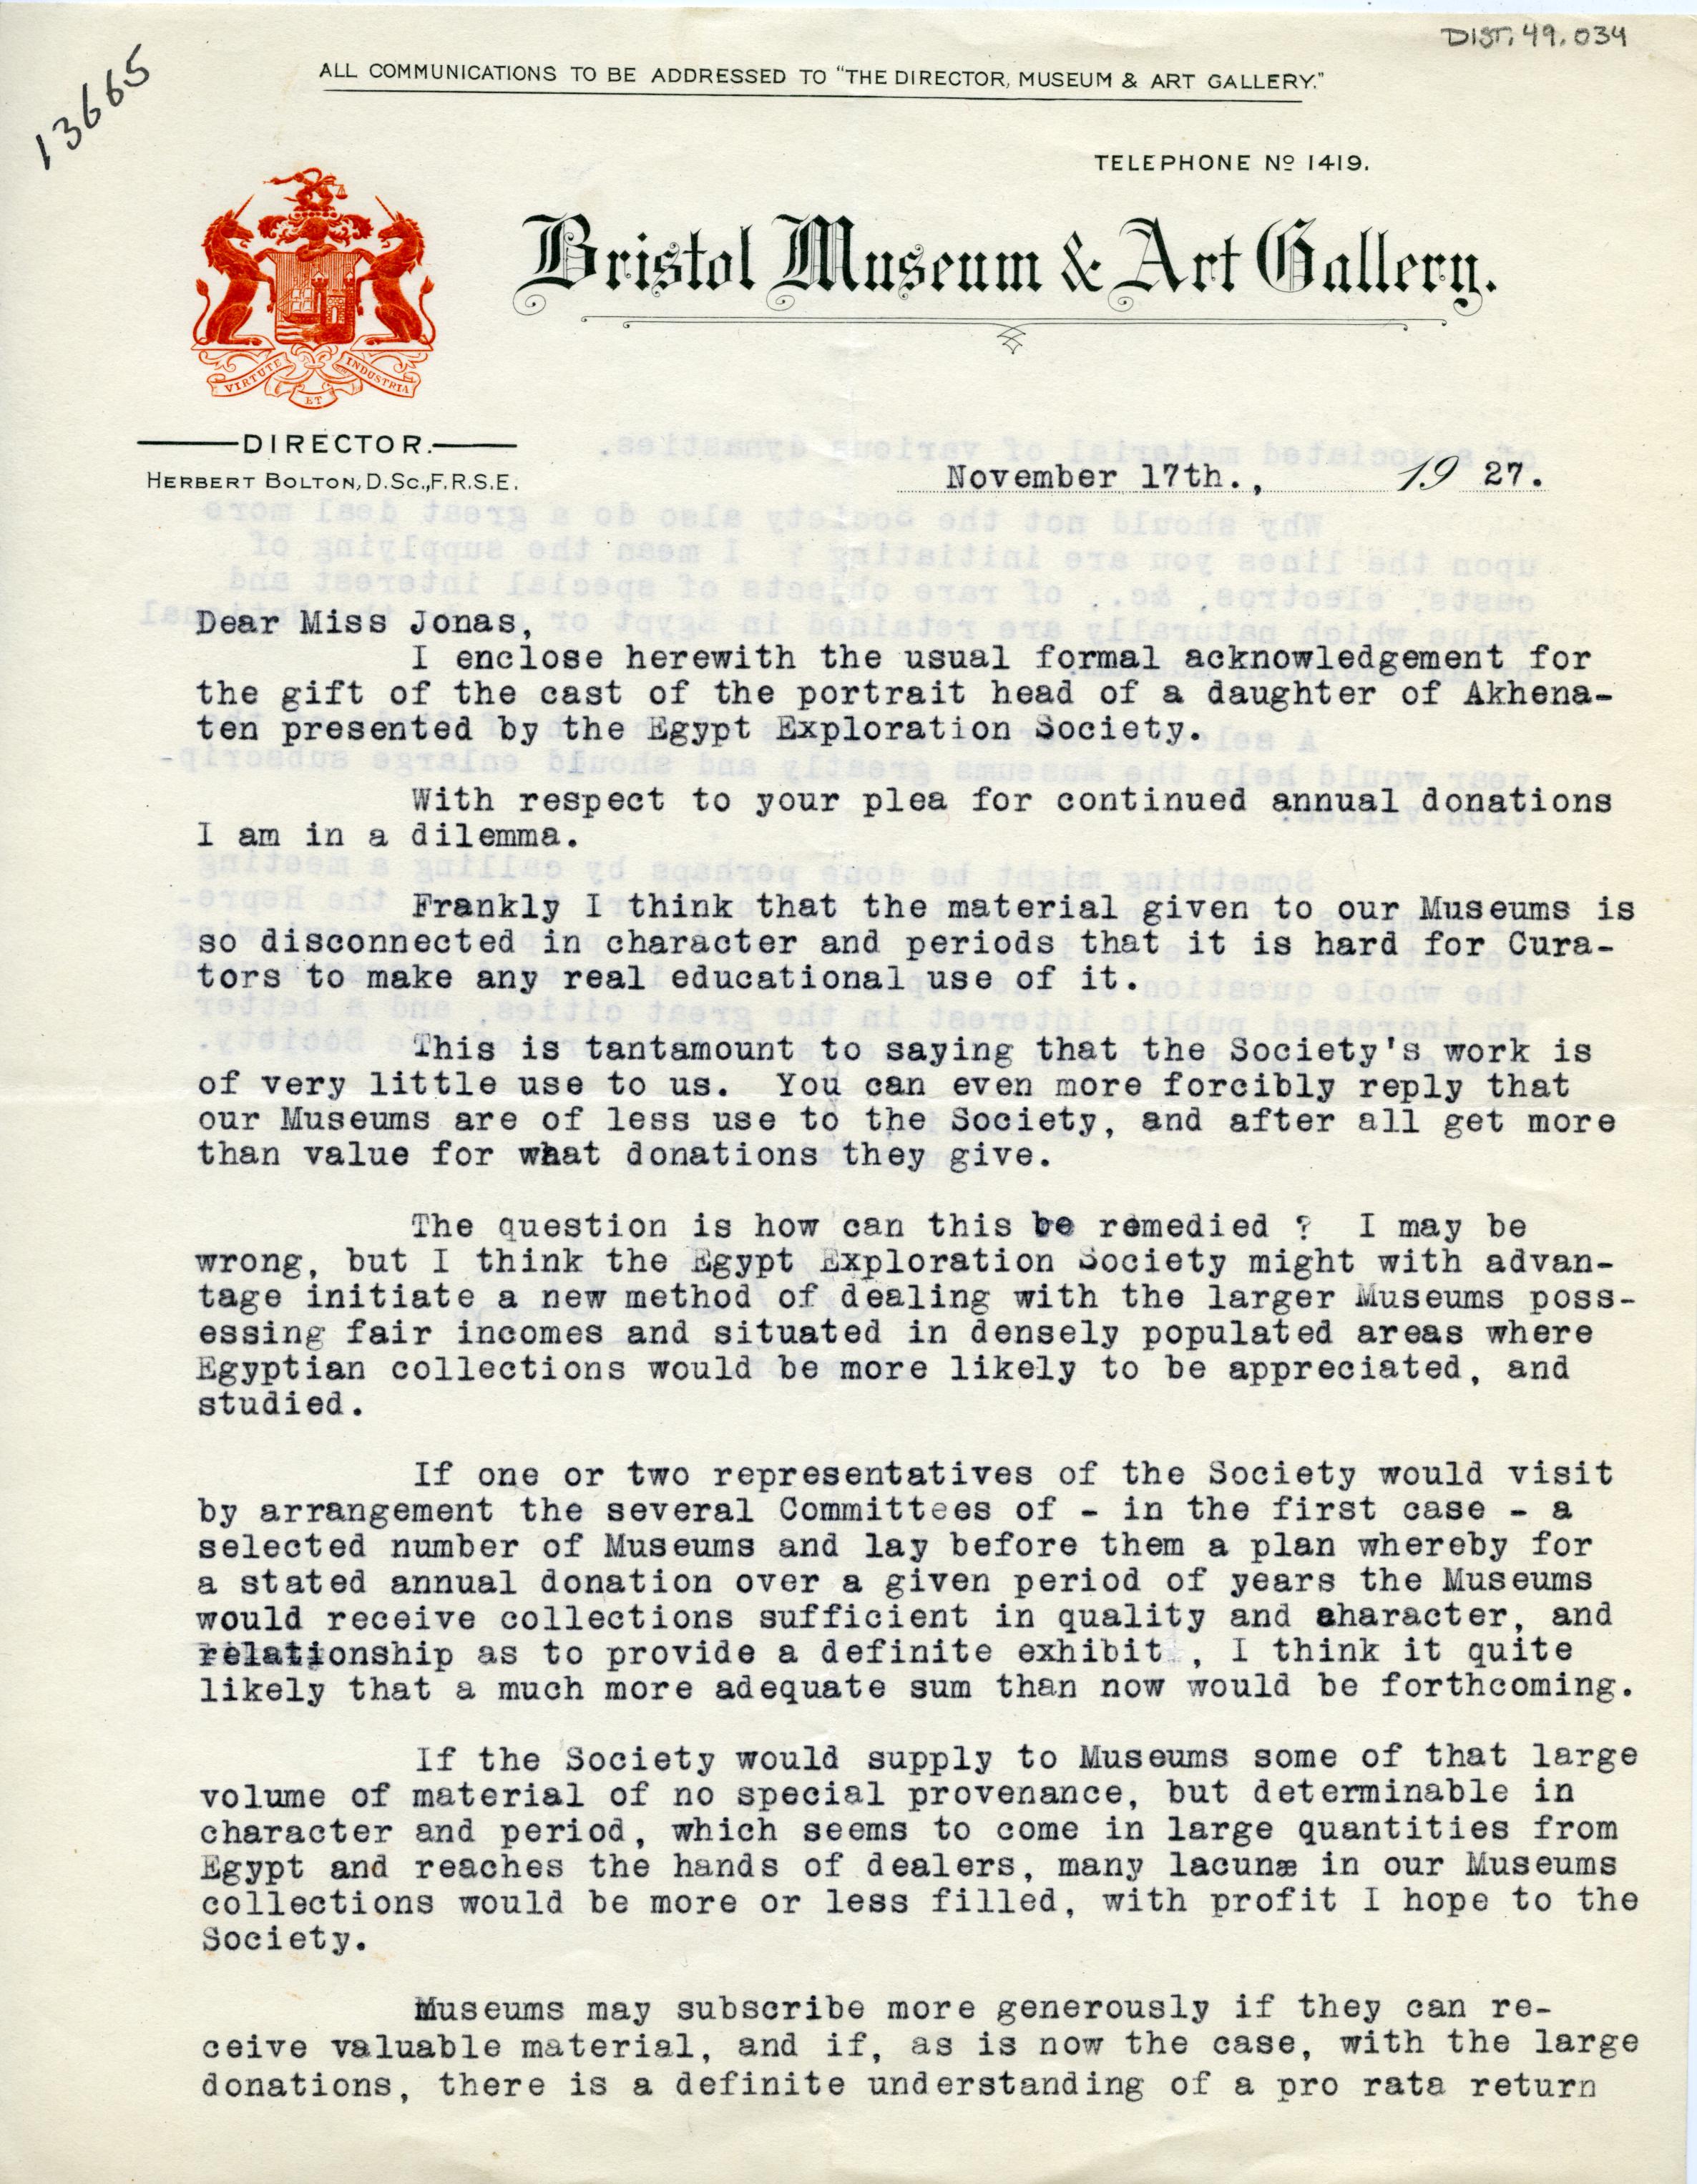 DIST. 49.034
13665
ALL COMMUNICATIONS TO BE ADDRESSED TO "THE DIRECTOR, MUSEUM & ART GALLERY."
TELEPHONE Nº 1419.
Bristol Museum & Art Gallery.
VIRTUTE ET INDUSTRIA
DIRECTOR.
HERBERT BOLTON, D.Sc., F.R.S.E.
November 17th., 1927.
Dear Miss Jonas,
I enclose herewith the usual formal acknowledgement for
the gift of the cast of the portrait head of a daughter of Akhena-
ten presented by the Egypt Exploration Society.
With respect to your plea for continued annual donations
I am in a dilemma.
Frankly I think that the material given to our Museums is
so disconnected in character and periods that it is hard for Cura-
tors to make any real educational use of it.
This is tantamount to saying that the Society's work is
of very little use to us. You can even more forcibly reply that
our Museums are of less use to the Society, and after all get more
than value for what donations they give.
The question is how can this be remedied ? I may be
wrong, but I think the Egypt Exploration Society might with advan-
tage initiate a new method of dealing with the larger Museums poss-
essing fair incomes and situated in densely populated areas where
Egyptian collections would be more likely to be appreciated, and
studied.
If one or two representatives of the Society would visit
by arrangement the several Committees of - in the first case - a
selected number of Museums and lay before them a plan whereby for
a stated annual donation over a given period of years the Museums
would receive collections sufficient in quality and character, and
relationship as to provide a definite exhibit , I think it quite
likely that a much more adequate sum than now would be forthcoming.
If the Society would supply to Museums some of that large
volume of material of no special provenance, but determinable in
character and period, which seems to come in large quantities from
Egypt and reaches the hands of dealers, many lacunæ in our Museums
collections would be more or less filled, with profit I hope to the
Society.
Museums may subscribe more generously if they can re-
ceive valuable material, and if, as is now the case, with the large
donations, there is a definite understanding of a pro rata return